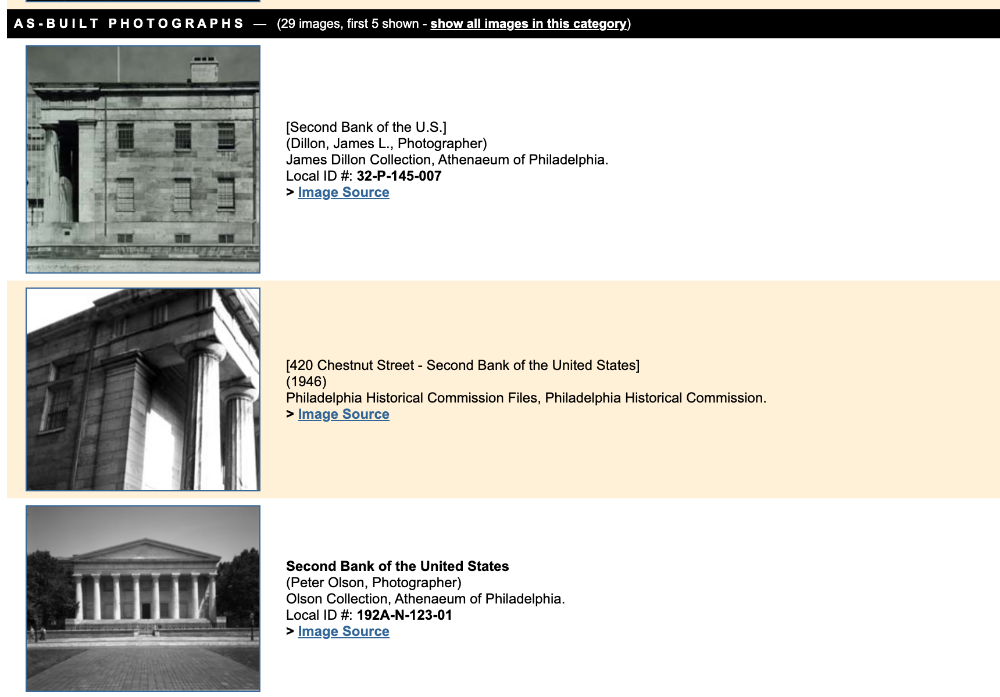 AS-BUILT PHOTOGRAPHS — (29 images, first 5 shown - show all images in this category)
[Second Bank of the U.S.]
(Dillon, James L., Photographer)
James Dillon Collection, Athenaeum of Philadelphia.
Local ID #: 32-P-145-007
> Image Source
[420 Chestnut Street - Second Bank of the United States]
(1946)
Philadelphia Historical Commission Files, Philadelphia Historical Commission.
> Image Source
Second Bank of the United States
(Peter Olson, Photographer)
Olson Collection, Athenaeum of Philadelphia.
Local ID #: 192A-N-123-01
> Image Source